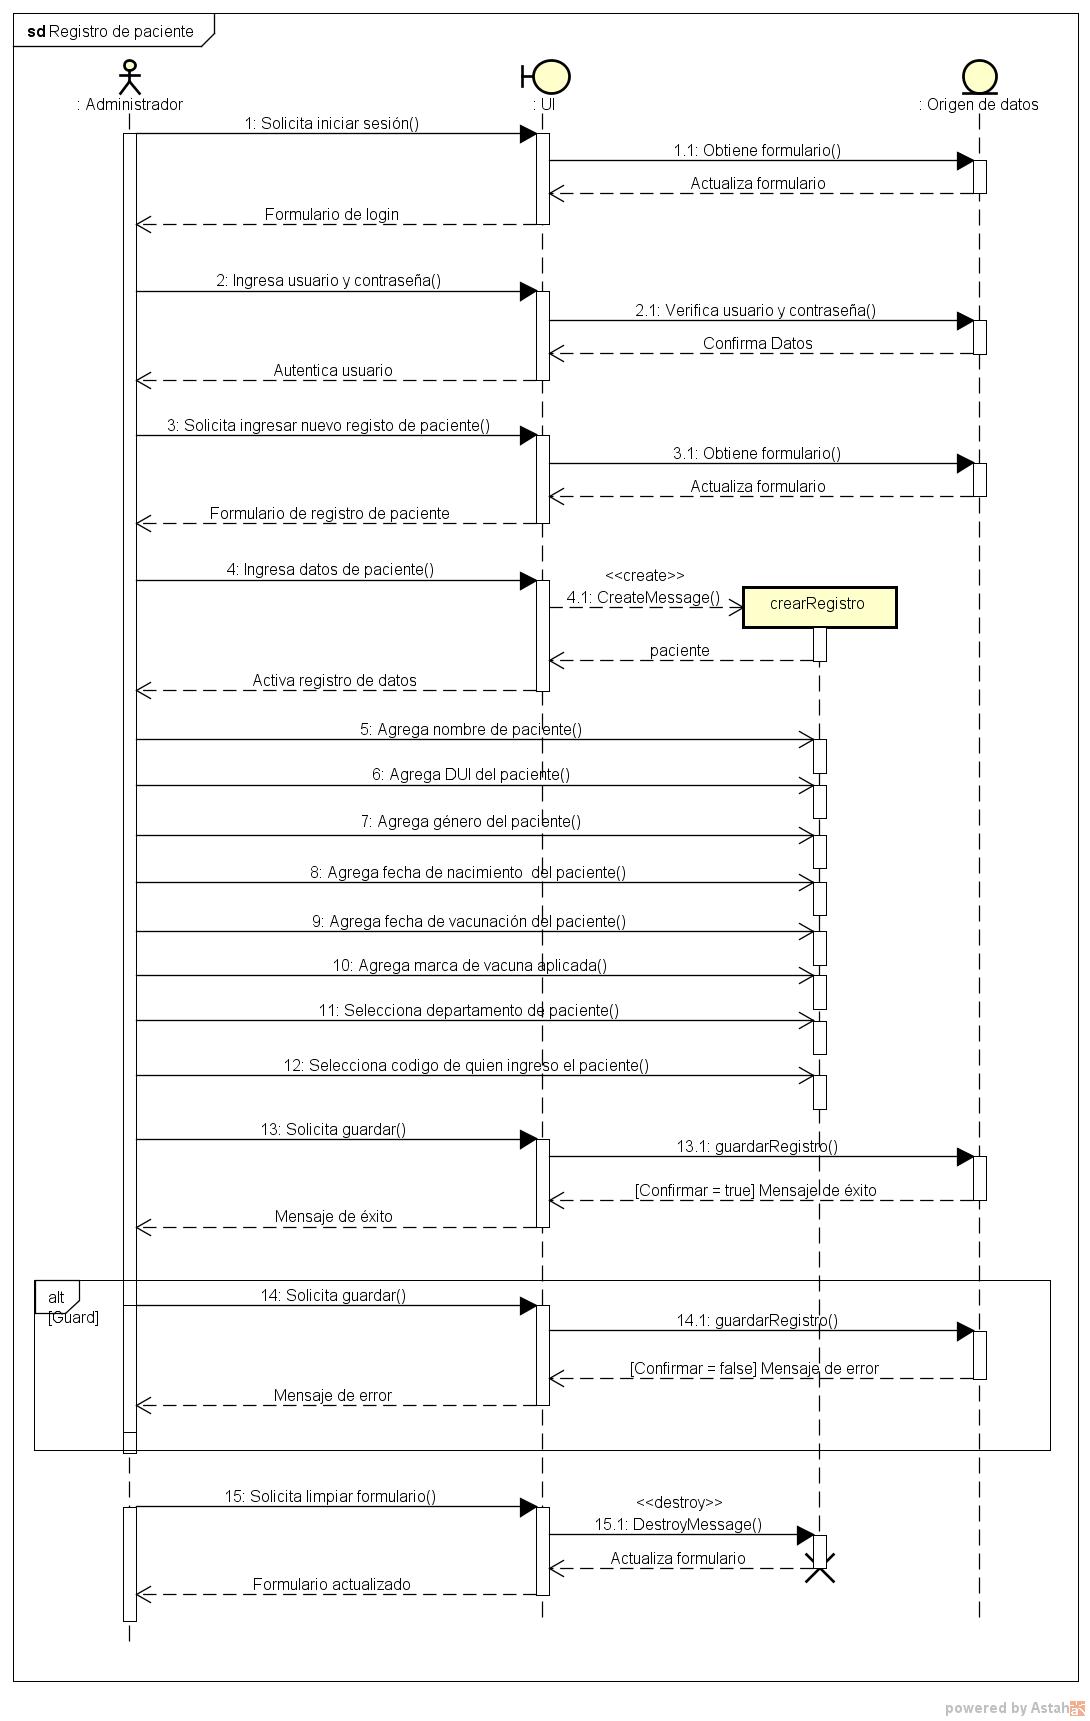 sd Registro de paciente
: Administrador
: UI
: Origen de datos
1: Solicita iniciar sesión()
1.1: Obtiene formulario()
Actualiza formulario
Formulario de login
2: Ingresa usuario y contraseña()
2.1: Verifica usuario y contraseña()
Confirma Datos
Autentica usuario
3: Solicita ingresar nuevo registo de paciente()
3.1: Obtiene formulario()
Actualiza formulario
Formulario de registro de paciente
4: Ingresa datos de paciente()
<<create>>
4.1: CreateMessage()
crearRegistro
paciente
Activa registro de datos
5: Agrega nombre de paciente()
6: Agrega DUI del paciente()
7: Agrega género del paciente()
8: Agrega fecha de nacimiento  del paciente()
9: Agrega fecha de vacunación del paciente()
10: Agrega marca de vacuna aplicada()
11: Selecciona departamento de paciente()
12: Selecciona codigo de quien ingreso el paciente()
13: Solicita guardar()
13.1: guardarRegistro()
[Confirmar = true] Mensaje de éxito
Mensaje de éxito
alt
14: Solicita guardar()
[Guard]
14.1: guardarRegistro()
[Confirmar = false] Mensaje de error
Mensaje de error
15: Solicita limpiar formulario()
<<destroy>>
15.1: DestroyMessage()
Actualiza formulario
Formulario actualizado
powered by Astah